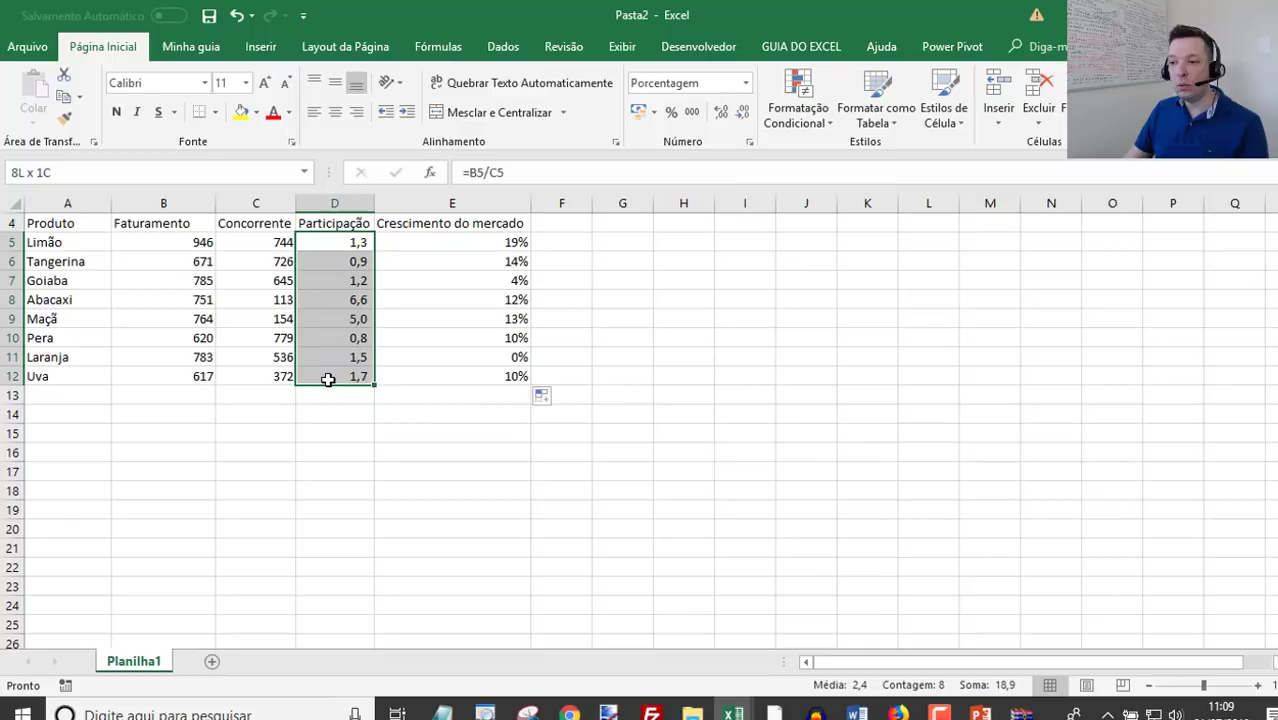 Salvamento Automático
Pasta2 - Excel
Arquivo Página Inicial Minha guia Inserir Layout da Página Fórmulas Dados Revisão Exibir Desenvolvedor GUIA DO EXCEL Ajuda Power Pivot Diga-m
Colar Calibri 11 Quebrar Texto Automaticamente Porcentagem
N I S A Mesclar e Centralizar % 000
Formatação Condicional Formatar como Tabela Estilos de Célula Inserir Excluir
Área de Transf... Fonte Alinhamento Número Estilos Células
8L x 1C fx =B5/C5
A B C D E F G H I J K L M N O P Q
4 Produto Faturamento Concorrente Participação Crescimento do mercado
5 Limão 946 744 1,3 19%
6 Tangerina 671 726 0,9 14%
7 Goiaba 785 645 1,2 4%
8 Abacaxi 751 113 6,6 12%
9 Maçã 764 154 5,0 13%
10 Pera 620 779 0,8 10%
11 Laranja 783 536 1,5 0%
12 Uva 617 372 1,7 10%
13
14
15
16
17
18
19
20
21
22
23
24
25
26
Planilha1
Pronto Média: 2,4 Contagem: 8 Soma: 18,9
Digite aqui para pesquisar 11:09